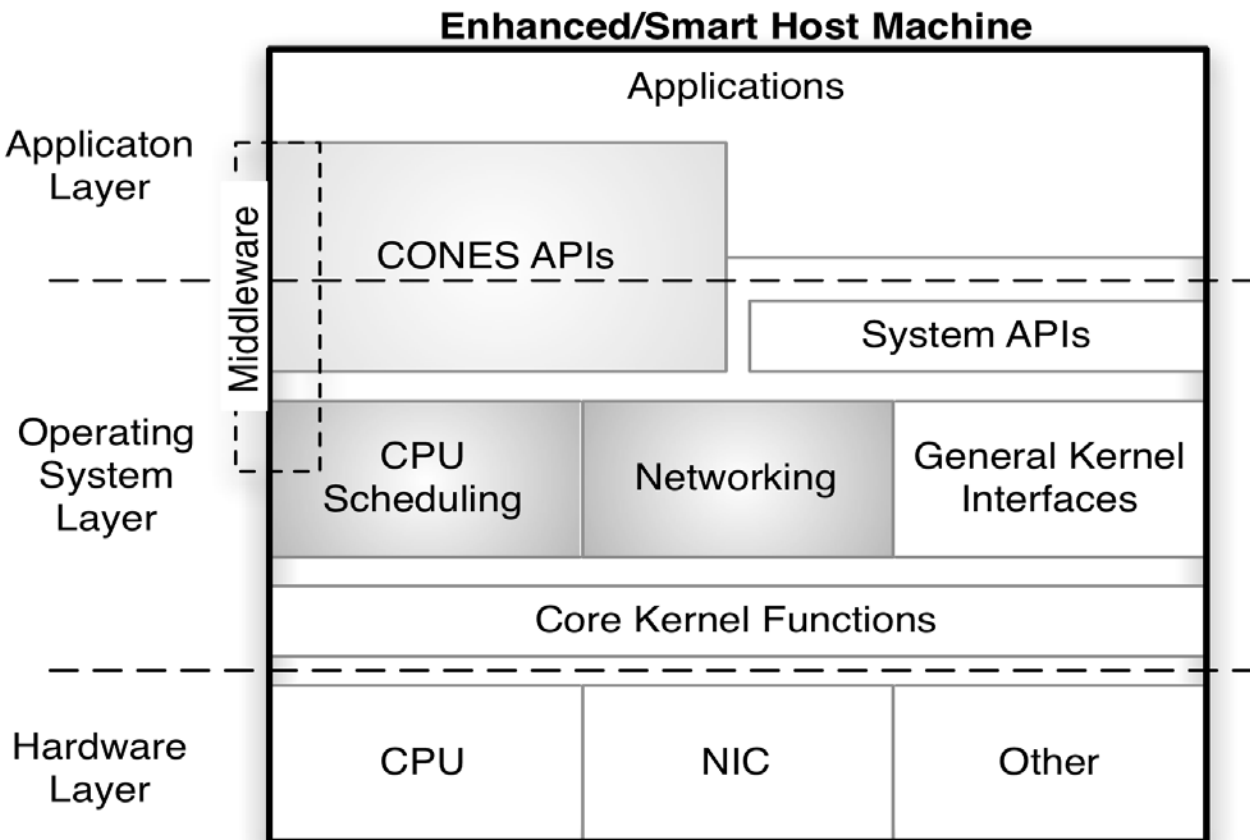 Enhanced/Smart Host Machine
Applications
Applicaton
Layer
Middleware
CONES APIs
System APIs
Operating
System
Layer
CPU
Scheduling
Networking
General Kernel
Interfaces
Core Kernel Functions
Hardware
Layer
CPU
NIC
Other